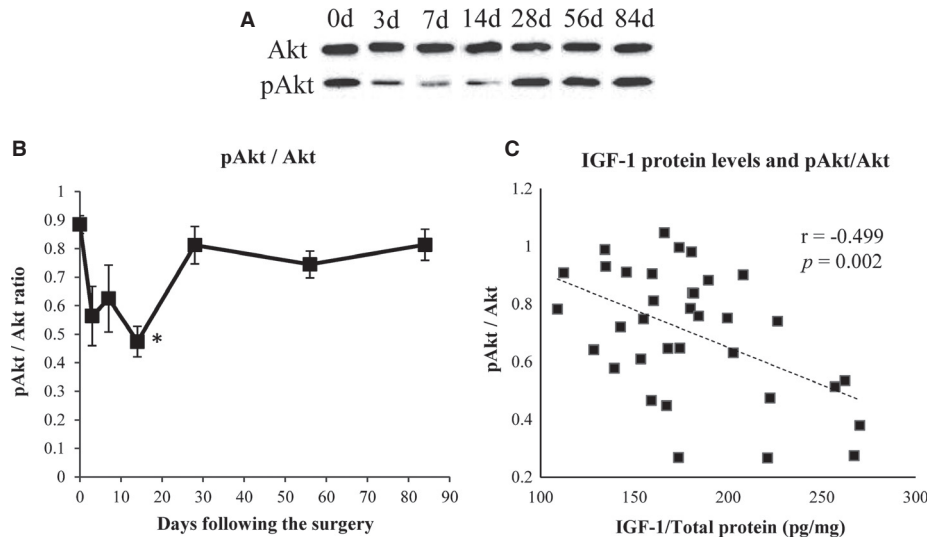 A
0d 3d 7d 14d 28d 56d 84d
Akt
pAkt
B
pAkt / Akt
pAkt / Akt ratio
1
0.9
0.8
0.7
0.6
0.5
0.4
0.3
0.2
0.1
0
*
0 10 20 30 40 50 60 70 80 90
Days following the surgery
C
IGF-1 protein levels and pAkt/Akt
r = -0.499
p = 0.002
pAkt / Akt
1.2
1
0.8
0.6
0.4
0.2
100 150 200 250 300
IGF-1/Total protein (pg/mg)